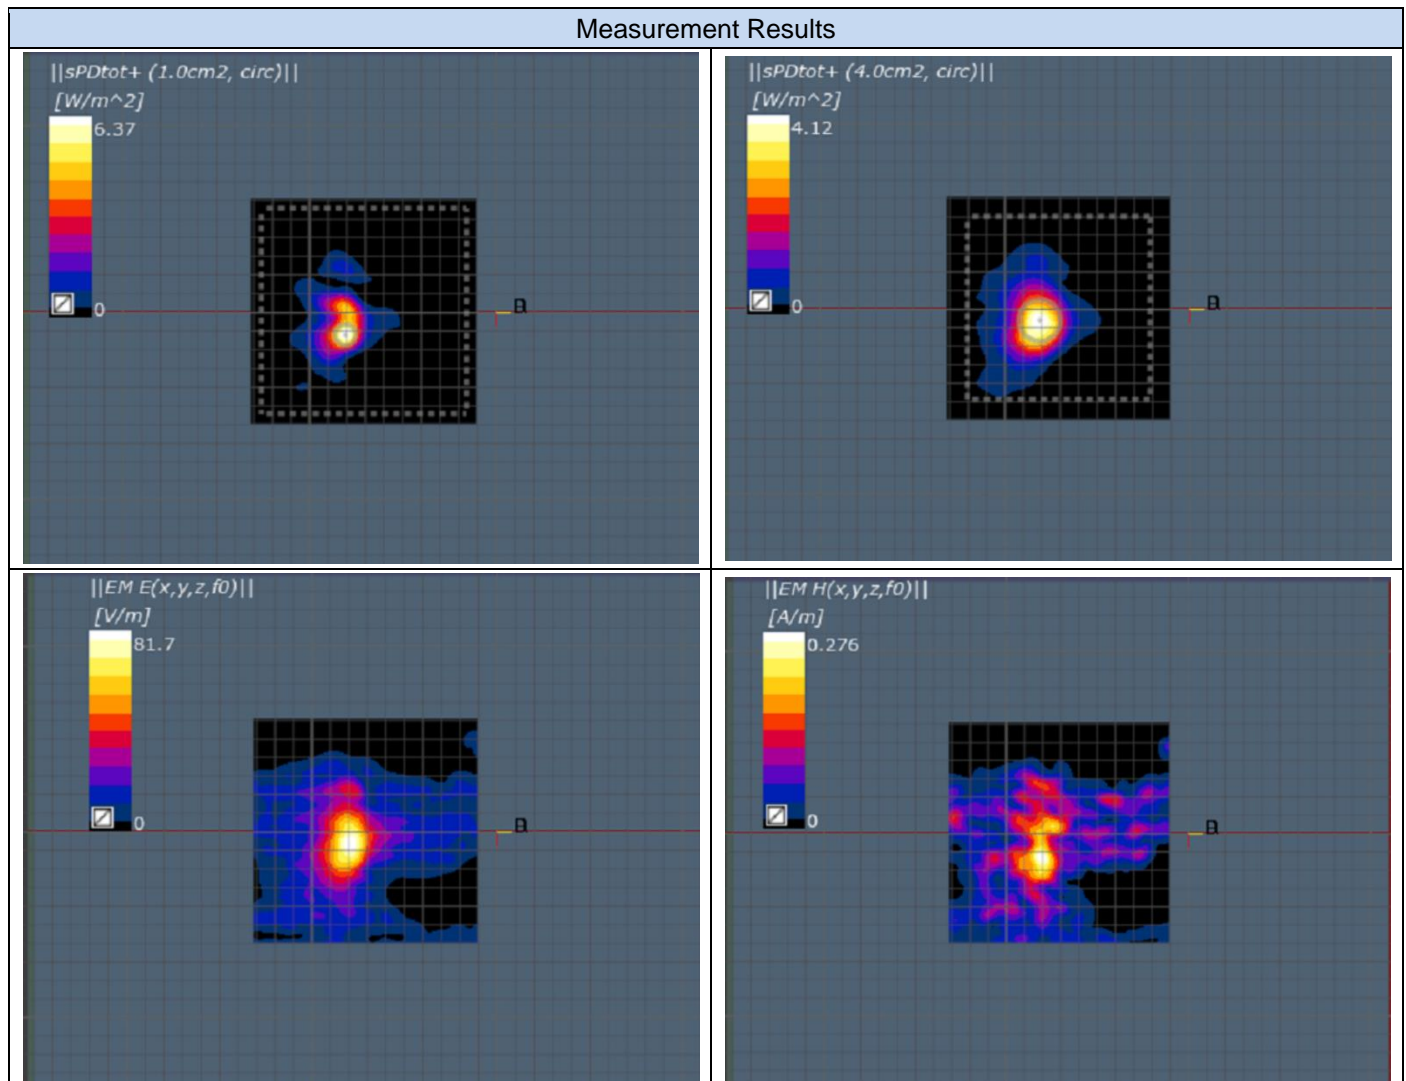 Measurement Results
||sPDtot+ (1.0cm2, circ)||
[W/m^2]
6.37
0
||sPDtot+ (4.0cm2, circ)||
[W/m^2]
4.12
0
||EM E(x,y,z,f0)||
[V/m]
81.7
0
||EM H(x,y,z,f0)||
[A/m]
0.276
0